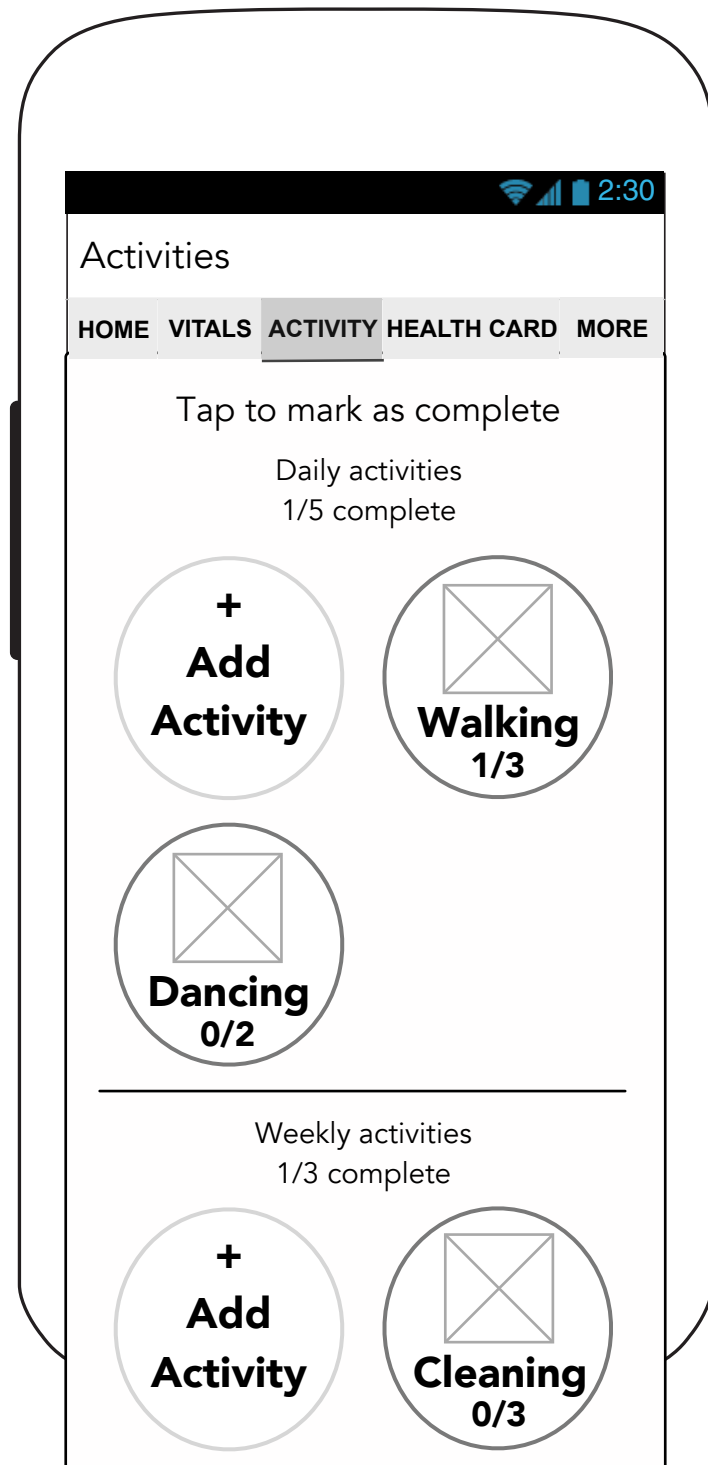 2:30
Activities
HOME VITALS ACTIVITY HEALTH CARD MORE
Tap to mark as complete
Daily activities
1/5 complete
+
Add
Activity
Walking
1/3
Dancing
0/2
Weekly activities
1/3 complete
+
Add
Activity
Cleaning
0/3